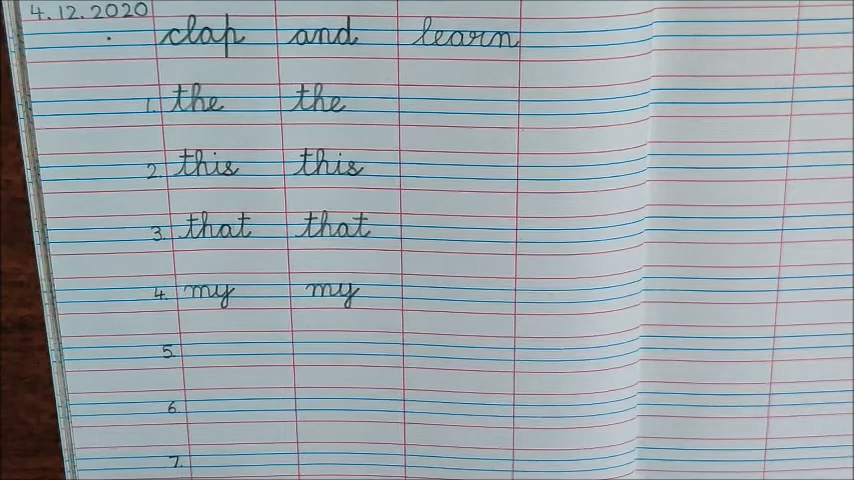 4.12.2020
clap and learn
1. the the
2. this this
3. that that
4. my my
5.
6.
7.